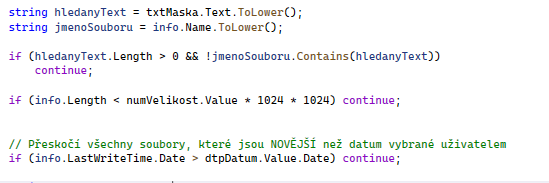 string hledanyText = txtMaska.Text.ToLower();
string jmenoSouboru = info.Name.ToLower();
if (hledanyText.Length > 0 && !jmenoSouboru.Contains(hledanyText))
continue;
if (info.Length < numVelikost.Value * 1024 * 1024) continue;
// Přeskočí všechny soubory, které jsou NOVĚJŠÍ než datum vybrané uživatelem
if (info.LastWriteTime.Date > dtpDatum.Value.Date) continue;